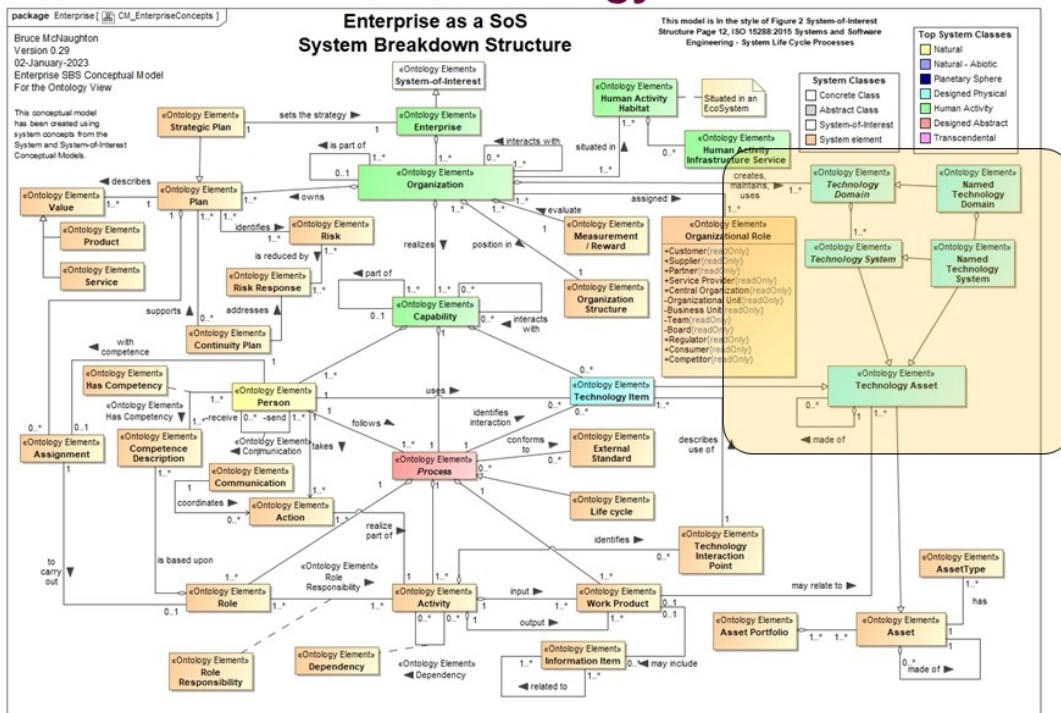 package Enterprise [ CM_EnterpriseConcepts ]
Enterprise as a SoS
System Breakdown Structure
This model is In the style of Figure 2 System-of-Interest
Structure Page 12, ISO 15288:2015 Systems and Software
Engineering - System Life Cycle Processes
Bruce McNaughton
Version 0.29
02-January-2023
Enterprise SBS Conceptual Model
For the Ontology View
This conceptual model
has been created using
system concepts from the
System and System-of-Interest
Conceptual Models.
Top System Classes
Natural
Natural - Abiotic
Planetary Sphere
Designed Physical
Human Activity
Designed Abstract
Transcendental
System Classes
Concrete Class
Abstract Class
System-of-Interest
System element
«Ontology Element»
System-of-Interest
«Ontology Element»
Strategic Plan
sets the strategy
1
1
«Ontology Element»
Enterprise
«Ontology Element»
Human Activity
Habitat
Situated in an
EcoSystem
«Ontology Element»
Human Activity
Infrastructure Service
1..*
0..*
situated in
is part of
0..1
1..*
interacts with
0..*
1..*
«Ontology Element»
Organization
creates,
maintains,
uses
1..*
assigned
1..*
«Ontology Element»
Technology
Domain
«Ontology Element»
Named
Technology
Domain
describes
«Ontology Element»
Value
«Ontology Element»
Plan
owns
«Ontology Element»
Product
«Ontology Element»
Service
identifies
«Ontology Element»
Risk
is reduced by
«Ontology Element»
Risk Response
addresses
supports
«Ontology Element»
Continuity Plan
realizes
position in
evaluate
«Ontology Element»
Measurement
/ Reward
«Ontology Element»
Organization
Structure
«Ontology Element»
Organizational Role
+Customer{readOnly}
+Supplier{readOnly}
+Partner{readOnly}
+Service Provider{readOnly}
+Central Organization{readOnly}
-Organizational Unit{readOnly}
-Business Unit{readOnly}
-Team{readOnly}
-Board{readOnly}
+Regulator{readOnly}
+Consumer{readOnly}
+Competitor{readOnly}
«Ontology Element»
Technology System
«Ontology Element»
Named
Technology
System
part of
0..1
1..*
«Ontology Element»
Capability
interacts
with
0..*
«Ontology Element»
Technology Asset
0..*
1
made of
with
competence
«Ontology Element»
Has Competency
«Ontology Element»
Has Competency
«Ontology Element»
Person
uses
«Ontology Element»
Technology Item
-receive
-send
«Ontology Element»
Communication
follows
takes
identifies
interaction
conforms
to
«Ontology Element»
External
Standard
describes
use of
«Ontology Element»
Assignment
«Ontology Element»
Competence
Description
«Ontology Element»
Communication
coordinates
«Ontology Element»
Action
«Ontology Element»
Process
«Ontology Element»
Life cycle
realize
part of
identifies
«Ontology Element»
Technology
Interaction
Point
to
carry
out
is based upon
«Ontology Element»
Role
Responsibility
«Ontology Element»
Role
«Ontology Element»
Activity
input
output
«Ontology Element»
Work Product
may relate to
«Ontology Element»
AssetType
has
«Ontology Element»
Asset Portfolio
«Ontology Element»
Asset
made of
«Ontology Element»
Role
Responsibility
«Ontology Element»
Dependency
«Ontology Element»
Dependency
«Ontology Element»
Information Item
may include
related to